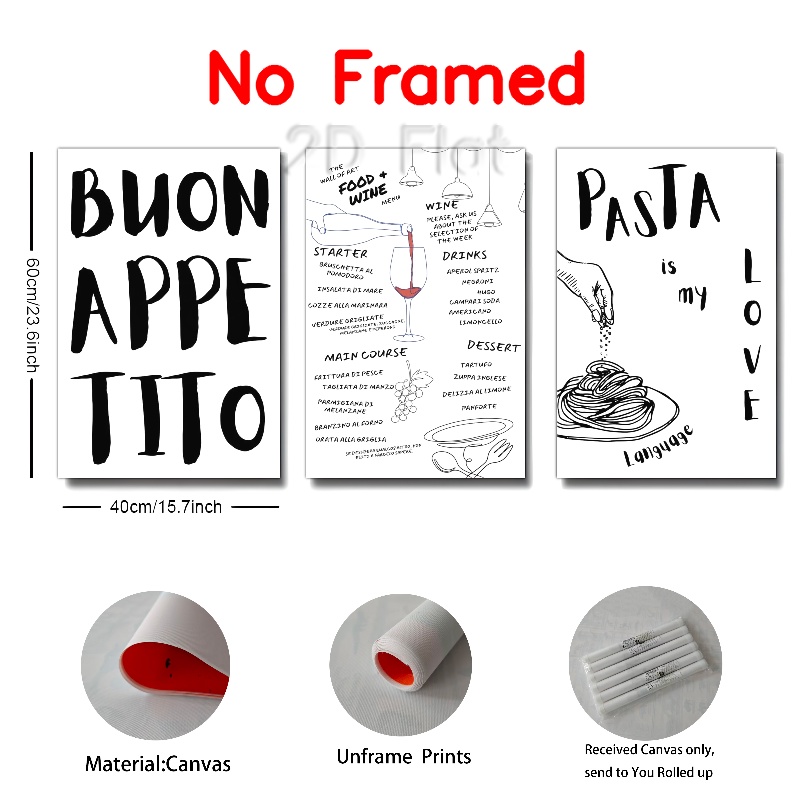 No Framed
2D Flat
60cm/23.6inch
40cm/15.7inch
BUON
APPE
TITO
THE
WALL OF ART
FOOD +
WINE
MENU
WINE
PLEASE, ASK US
ABOUT THE
SELECTION OF
THE WEEK
STARTER
BRUSCHETTA AL
POMODORO
INSALATA DI MARE
COZZE ALLA MARINARA
VERDURE GRIGLIATE
DRINKS
APEROL SPRITZ
NEGRONI
HUGO
CAMPARI SODA
AMERICANO
LIMONCELLO
MAIN COURSE
FRITTURA DI PESCE
TAGLIATA DI MANZO
PARMIGIANA DI
MELANZANE
BRANZINO AL FORNO
ORATA ALLA GRIGLIA
DESSERT
TARTUFO
ZUPPA INGLESE
DELIZIA AL LIMONE
PANFORTE
PASTA
is
my
LOVE
Language
Material:Canvas
Unframe Prints
Received Canvas only,
send to You Rolled up